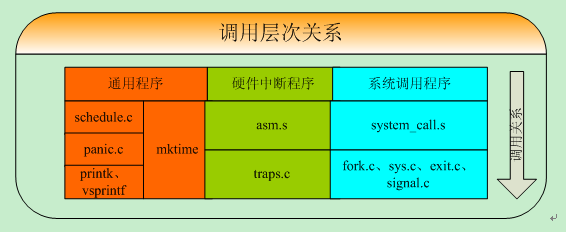 调用层次关系
通用程序
硬件中断程序
系统调用程序
schedule.c
panic.c
printk、
vsprintf
mktime
asm.s
traps.c
system_call.s
fork.c、sys.c、exit.c、
signal.c
调用关系